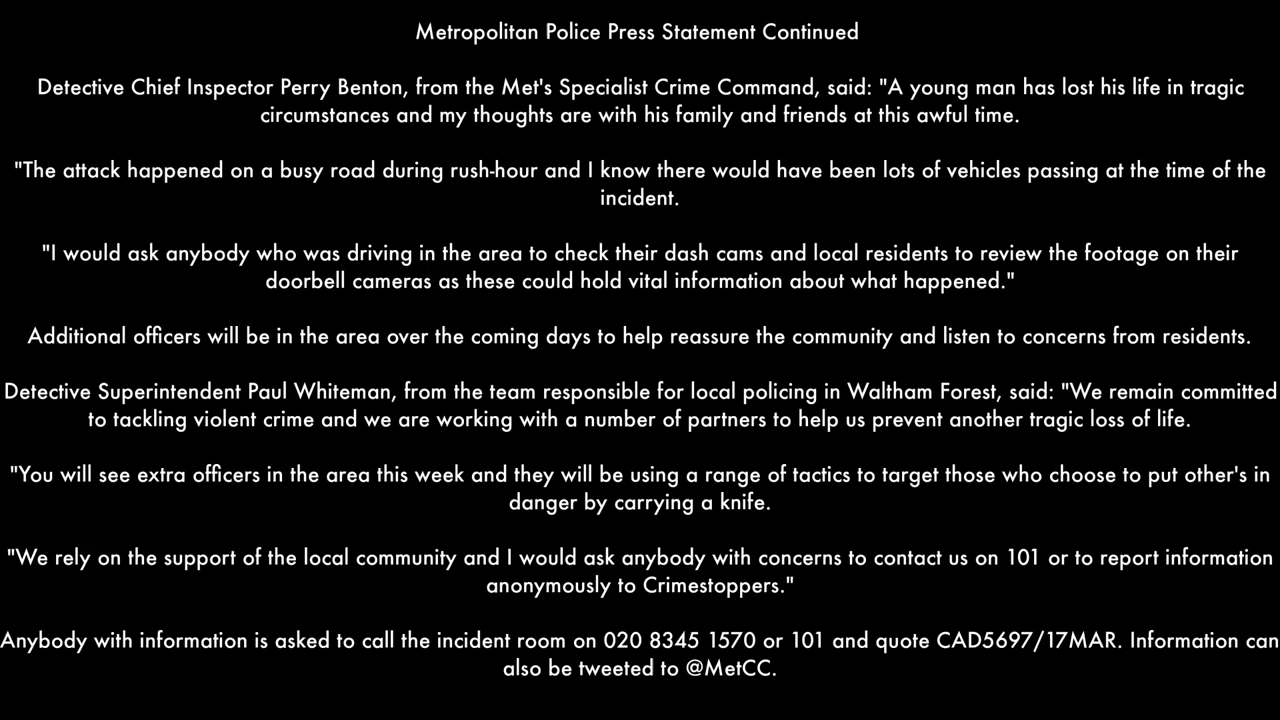 Metropolitan Police Press Statement Continued
Detective Chief Inspector Perry Benton, from the Met's Specialist Crime Command, said: "A young man has lost his life in tragic
circumstances and my thoughts are with his family and friends at this awful time.
"The attack happened on a busy road during rush-hour and I know there would have been lots of vehicles passing at the time of the
incident.
"I would ask anybody who was driving in the area to check their dash cams and local residents to review the footage on their
doorbell cameras as these could hold vital information about what happened."
Additional officers will be in the area over the coming days to help reassure the community and listen to concerns from residents.
Detective Superintendent Paul Whiteman, from the team responsible for local policing in Waltham Forest, said: "We remain committed
to tackling violent crime and we are working with a number of partners to help us prevent another tragic loss of life.
"You will see extra officers in the area this week and they will be using a range of tactics to target those who choose to put other's in
danger by carrying a knife.
"We rely on the support of the local community and I would ask anybody with concerns to contact us on 101 or to report information
anonymously to Crimestoppers."
Anybody with information is asked to call the incident room on 020 8345 1570 or 101 and quote CAD5697/17MAR. Information can
also be tweeted to @MetCC.